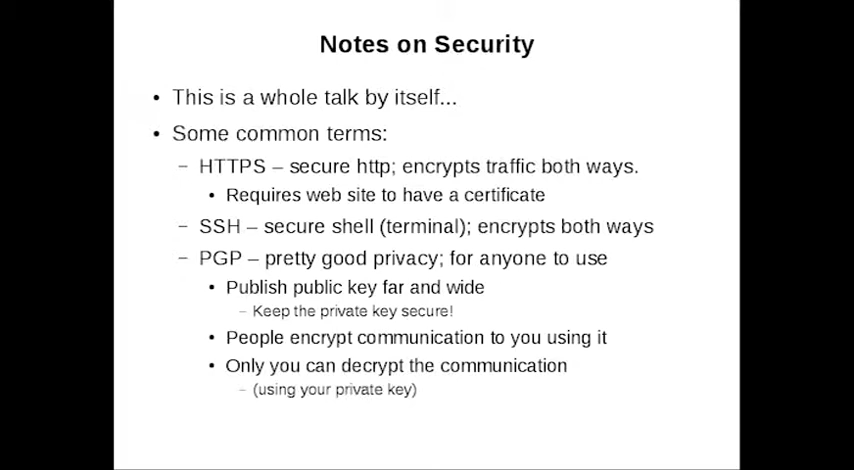 Notes on Security
• This is a whole talk by itself...
• Some common terms:
– HTTPS – secure http; encrypts traffic both ways.
• Requires web site to have a certificate
– SSH – secure shell (terminal); encrypts both ways
– PGP – pretty good privacy; for anyone to use
• Publish public key far and wide
– Keep the private key secure!
• People encrypt communication to you using it
• Only you can decrypt the communication
– (using your private key)